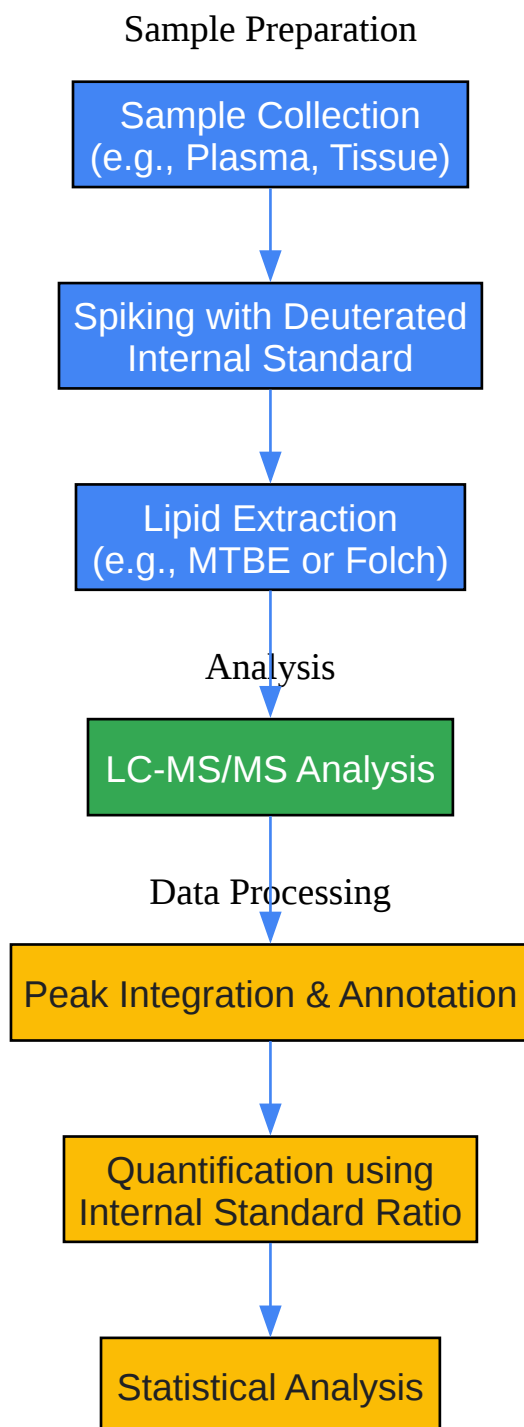 Sample Preparation
Sample Collection
(e.g., Plasma, Tissue)
Spiking with Deuterated
Internal Standard
Lipid Extraction
(e.g., MTBE or Folch)
Analysis
LC-MS/MS Analysis
Data Processing
Peak Integration & Annotation
Quantification using
Internal Standard Ratio
Statistical Analysis